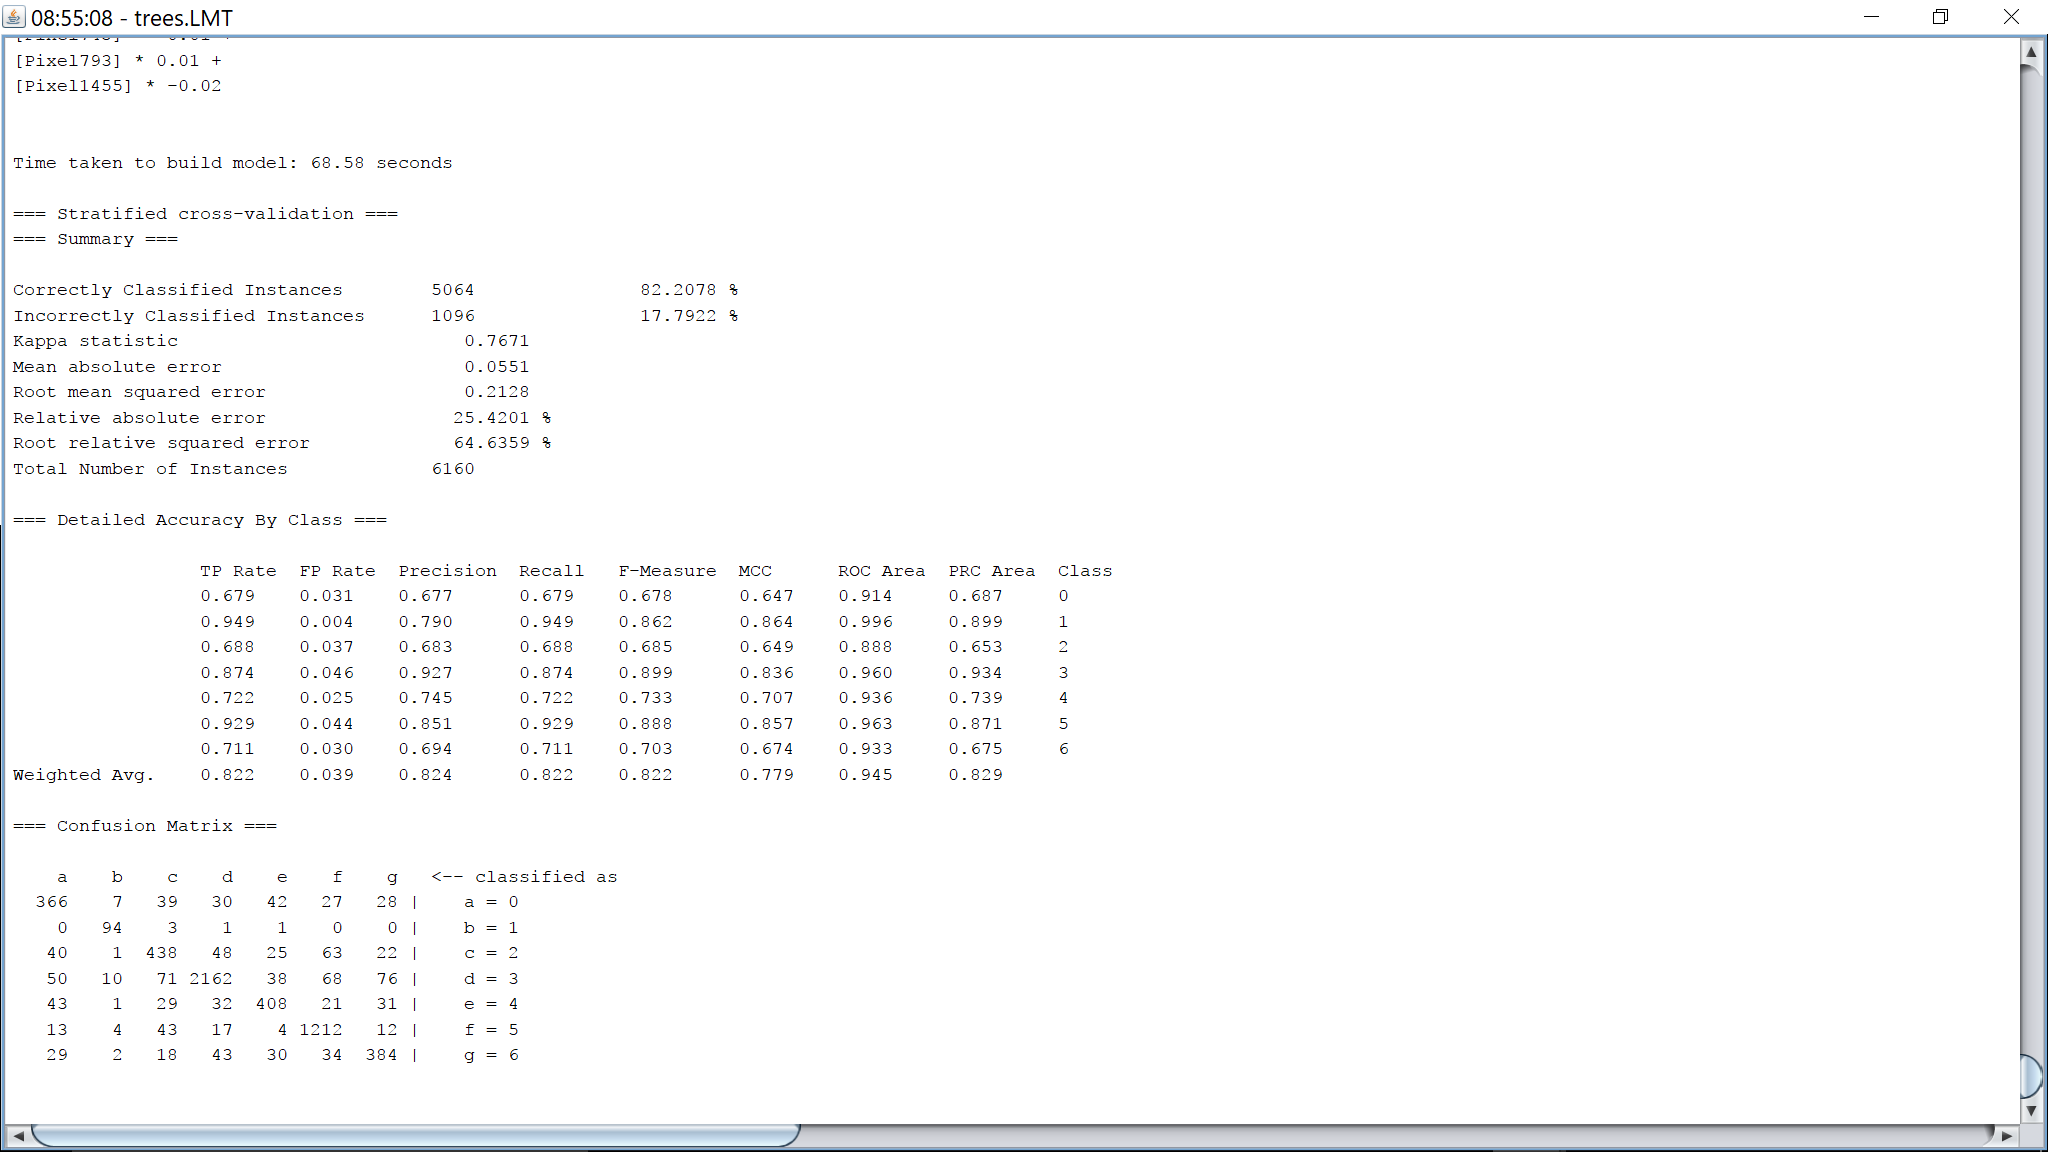 08:55:08 - trees.LMT
[Pixel793] * 0.01 +
[Pixel1455] * -0.02
Time taken to build model: 68.58 seconds
=== Stratified cross-validation ===
=== Summary ===
Correctly Classified Instances 5064 82.2078 %
Incorrectly Classified Instances 1096 17.7922 %
Kappa statistic 0.7671
Mean absolute error 0.0551
Root mean squared error 0.2128
Relative absolute error 25.4201 %
Root relative squared error 64.6359 %
Total Number of Instances 6160
=== Detailed Accuracy By Class ===
TP Rate FP Rate Precision Recall F-Measure MCC ROC Area PRC Area Class
0.679 0.031 0.677 0.679 0.678 0.647 0.914 0.687 0
0.949 0.004 0.790 0.949 0.862 0.864 0.996 0.899 1
0.688 0.037 0.683 0.688 0.685 0.649 0.888 0.653 2
0.874 0.046 0.927 0.874 0.899 0.836 0.960 0.934 3
0.722 0.025 0.745 0.722 0.733 0.707 0.936 0.739 4
0.929 0.044 0.851 0.929 0.888 0.857 0.963 0.871 5
0.711 0.030 0.694 0.711 0.703 0.674 0.933 0.675 6
Weighted Avg. 0.822 0.039 0.824 0.822 0.822 0.779 0.945 0.829
=== Confusion Matrix ===
a b c d e f g <-- classified as
366 7 39 30 42 27 28 | a = 0
0 94 3 1 1 0 0 | b = 1
40 1 438 48 25 63 22 | c = 2
50 10 71 2162 38 68 76 | d = 3
43 1 29 32 408 21 31 | e = 4
13 4 43 17 4 1212 12 | f = 5
29 2 18 43 30 34 384 | g = 6